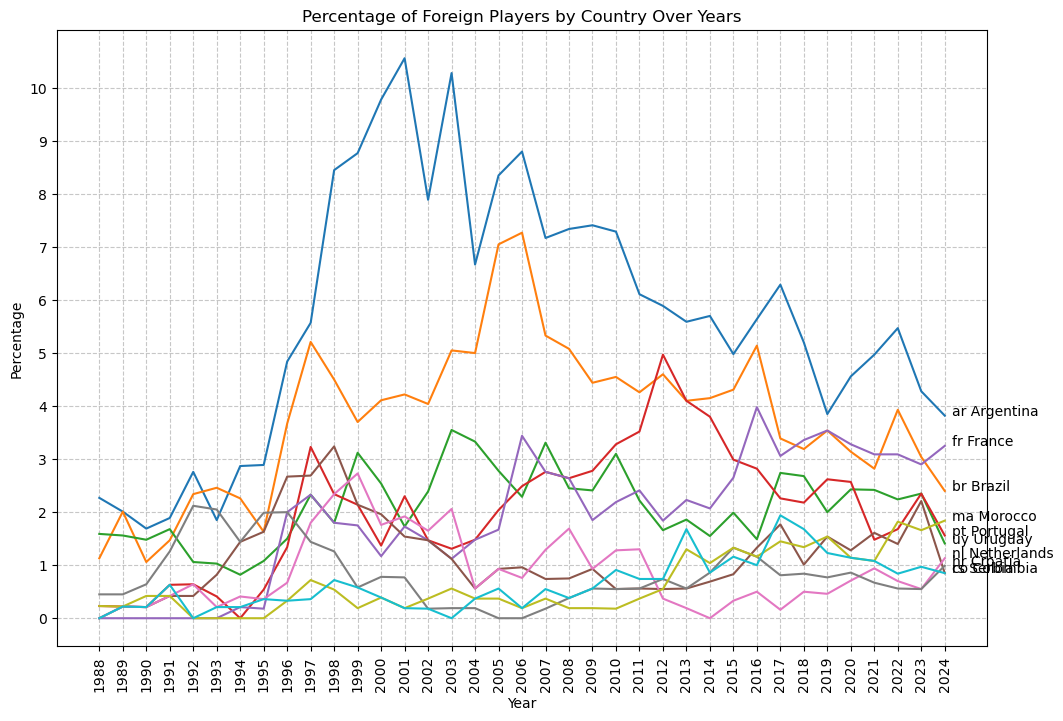 Percentage of Foreign Players by Country Over Years
Percentage
10
9
8
7
6
5
4
3
2
1
0
ar Argentina
fr France
br Brazil
ma Morocco
pt Portugal
uy Uruguay
nl Netherlands
hr Croatia
1988 1989 1990 1991 1992 1993 1994 1995 1996 1997 1998 1999 2000 2001 2002 2003 2004 2005 2006 2007 2008 2009 2010 2011 2012 2013 2014 2015 2016 2017 2018 2019 2020 2021 2022 2023 2024
Year